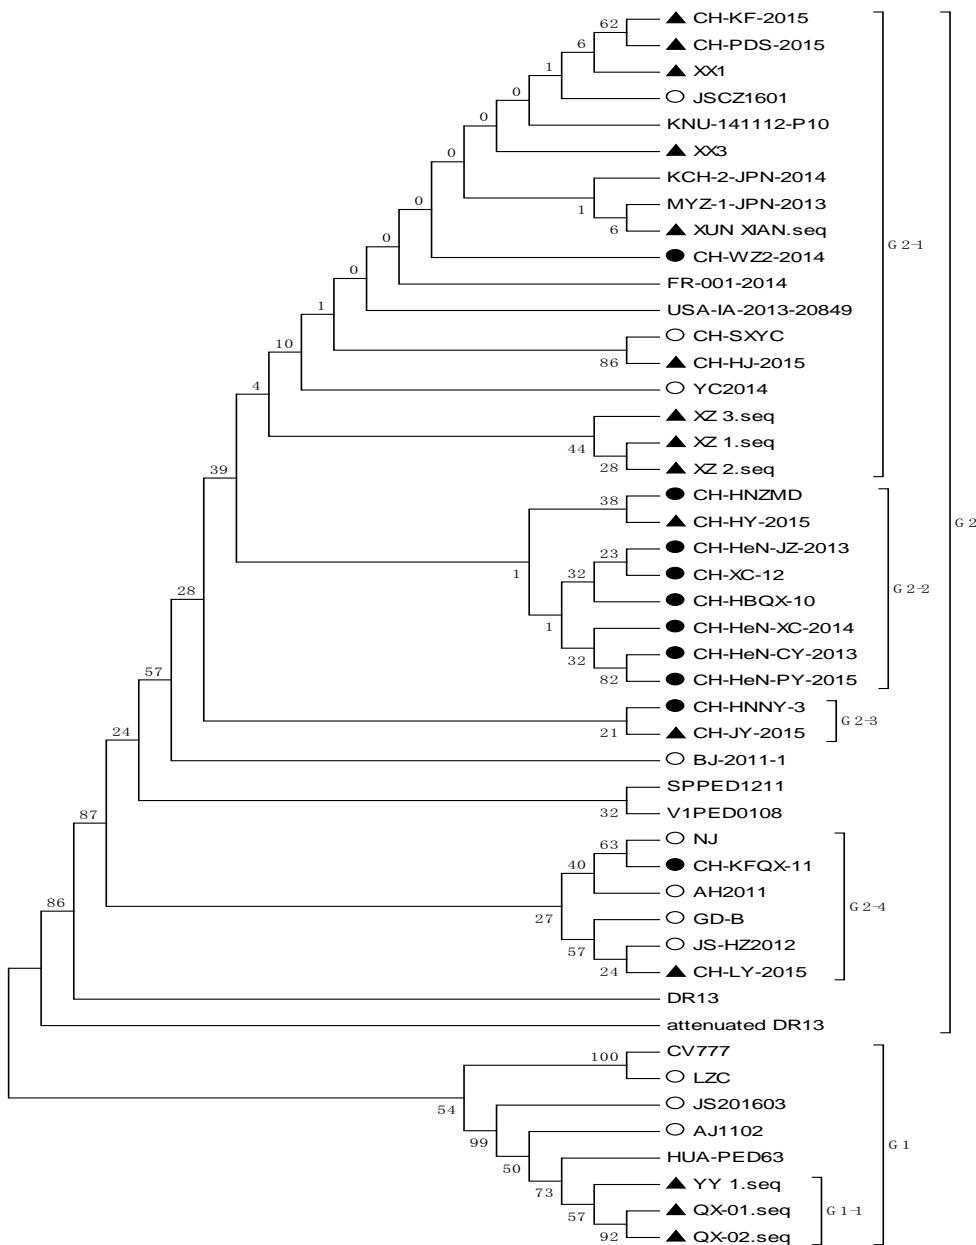 62 ▲ CH-KF-2015
6 ▲ CH-PDS-2015
1 ▲ XX1
0 ○ JSCZ1601
0 KNU-141112-P10
0 ▲ XX3
KCH-2-JPN-2014
0 MYZ-1-JPN-2013
1
6 ▲ XUN XIAN.seq
G2-1
0 ● CH-WZ2-2014
0 FR-001-2014
1 USA-IA-2013-20849
○ CH-SXYC
10
86 ▲ CH-HJ-2015
4 ○ YC2014
▲ XZ 3.seq
44 ▲ XZ 1.seq
39
28 ▲ XZ 2.seq
● CH-HNZMD
38
▲ CH-HY-2015
G2
23 ● CH-HeN-JZ-2013
1 32 ● CH-XC-12
28 ● CH-HBQX-10
G2-2
1 ● CH-HeN-XC-2014
32 ● CH-HeN-CY-2013
57
82 ● CH-HeN-PY-2015
● CH-HNNY-3
G2-3
21 ▲ CH-JY-2015
24
○ BJ-2011-1
SPPED1211
32 V1PED0108
87
○ NJ
63
40 ● CH-KFQX-11
○ AH2011
G2-4
86 27 ○ GD-B
57 ○ JS-HZ2012
24 ▲ CH-LY-2015
DR13
attenuated DR13
CV777
100
○ LZC
54 ○ JS201603
99 ○ AJ1102
G1
50 HUA-PED63
73 ▲ YY 1.seq
57 ▲ QX-01.seq
G1-1
92 ▲ QX-02.seq